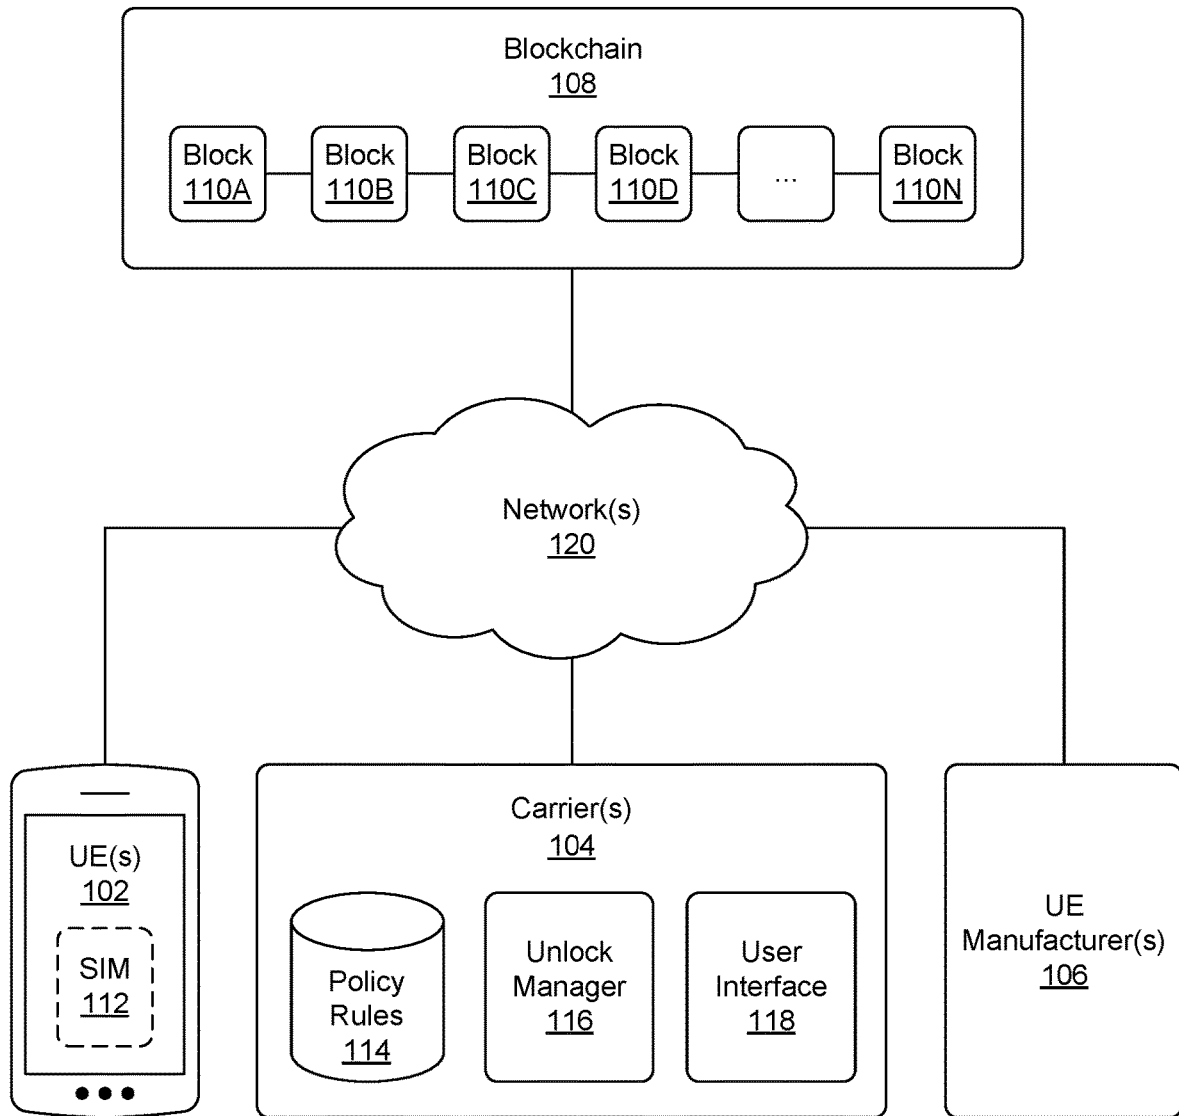 Blockchain
108
Block
110A
Block
110B
Block
110C
Block
110D
...
Block
110N
Network(s)
120
UE(s)
102
SIM
112
Carrier(s)
104
Policy
Rules
114
Unlock
Manager
116
User
Interface
118
UE
Manufacturer(s)
106